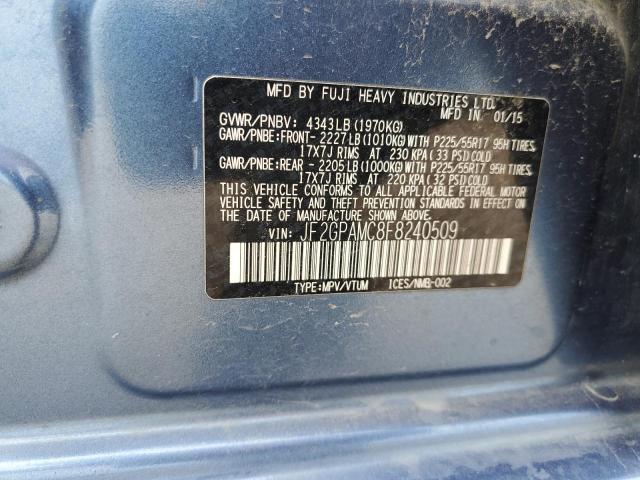 MFD BY FUJI HEAVY INDUSTRIES LTD.
MFD IN 01/15
GVWR/PNBV: 4343LB (1970KG)
GAWR/PNBE:FRONT- 2227LB (1010KG) WITH P225/55R17 95H TIRES,
17X7J RIMS AT 230 KPA ( 33 PSI) COLD
GAWR/PNBE:REAR - 2205LB (1000KG) WITH P225/55R17 95H TIRES,
17X7J RIMS AT 220 KPA ( 32 PSI) COLD
THIS VEHICLE CONFORMS TO ALL APPLICABLE FEDERAL MOTOR
VEHICLE SAFETY AND THEFT PREVENTION STANDARDS IN EFFECT
ON THE DATE OF MANUFACTURE SHOWN ABOVE.
VIN: JF2GPAMC8F8240509
TYPE:MPV/VTUM ICES/NMB-002